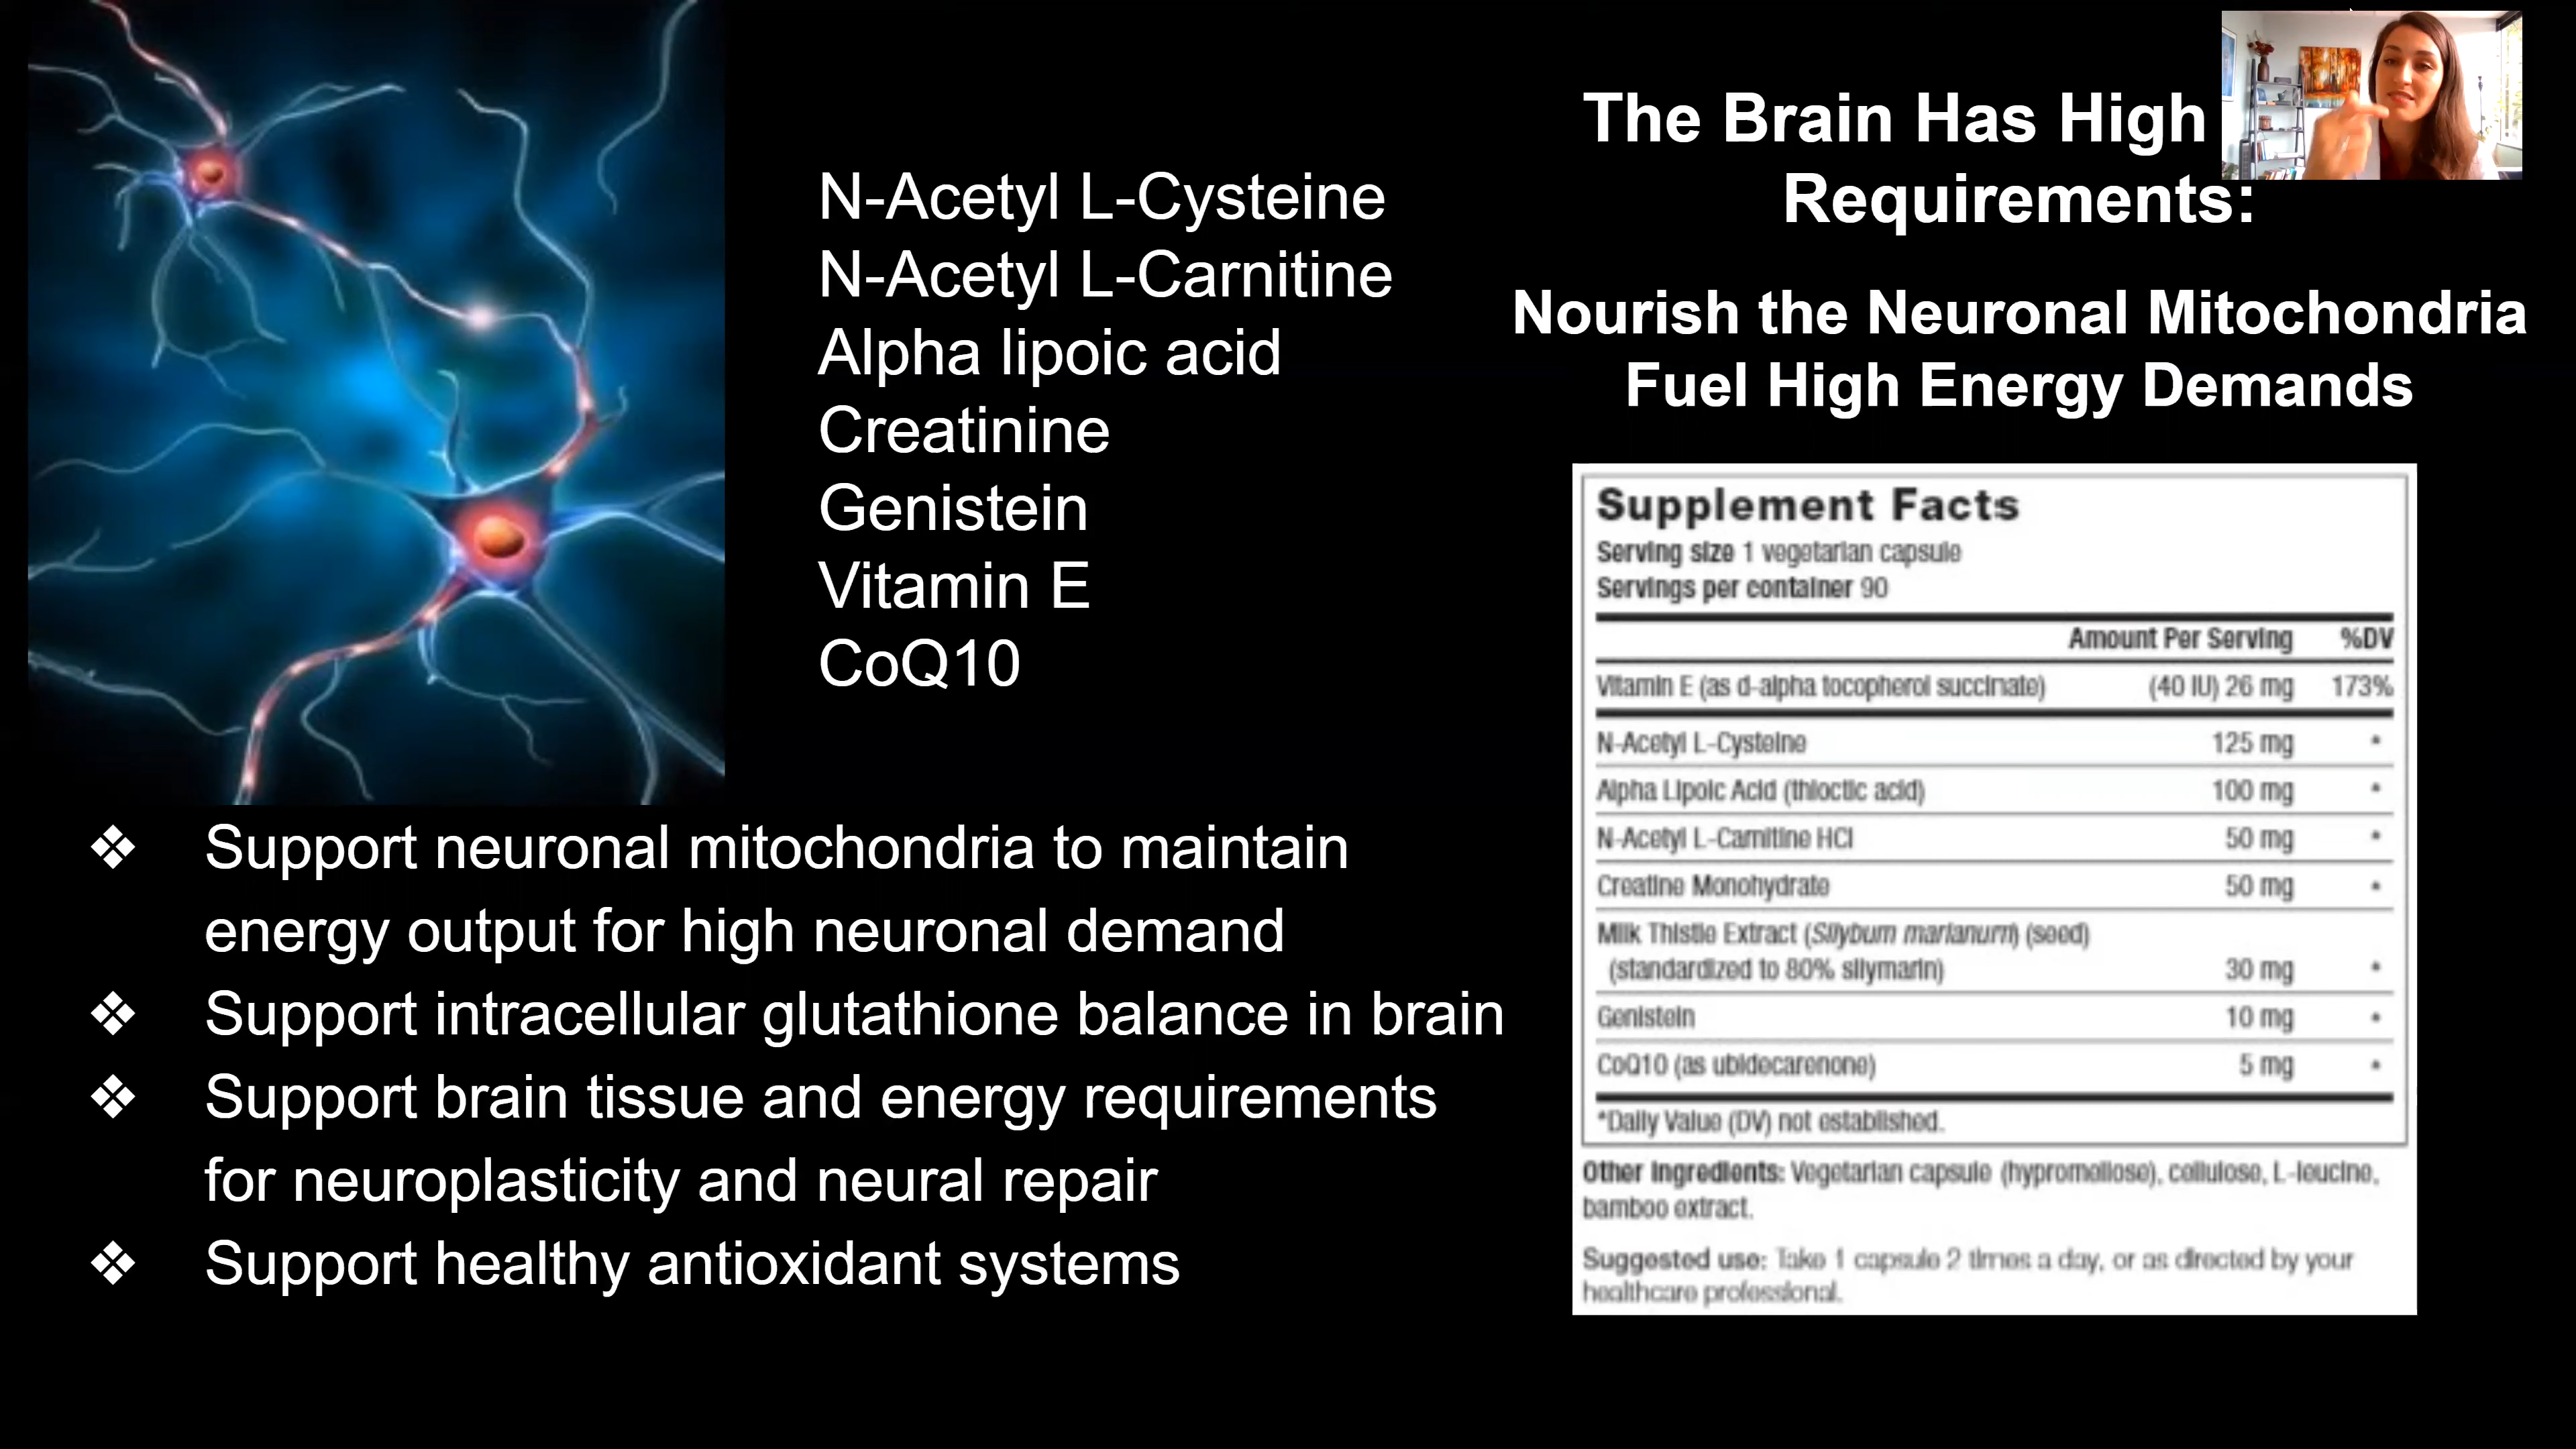 The Brain Has High
Requirements:
Nourish the Neuronal Mitochondria
Fuel High Energy Demands
N-Acetyl L-Cysteine
N-Acetyl L-Carnitine
Alpha lipoic acid
Creatinine
Genistein
Vitamin E
CoQ10
❖ Support neuronal mitochondria to maintain
energy output for high neuronal demand
❖ Support intracellular glutathione balance in brain
❖ Support brain tissue and energy requirements
for neuroplasticity and neural repair
❖ Support healthy antioxidant systems
Supplement Facts
Serving size 1 vegetarian capsule
Servings per container 90
Amount Per Serving %DV
Vitamin E (as d-alpha tocopherol succinate) (40 IU) 26 mg 173%
N-Acetyl L-Cysteine 125 mg *
Alpha Lipoic Acid (thioctic acid) 100 mg *
N-Acetyl L-Carnitine HCl 50 mg *
Creatine Monohydrate 50 mg *
Milk Thistle Extract (Silybum marianum) (seed)
(standardized to 80% silymarin) 30 mg *
Genistein 10 mg *
CoQ10 (as ubidecarenone) 5 mg *
*Daily Value (DV) not established.
Other Ingredients: Vegetarian capsule (hypromellose), cellulose, L-leucine,
bamboo extract.
Suggested use: Take 1 capsule 2 times a day, or as directed by your
healthcare professional.